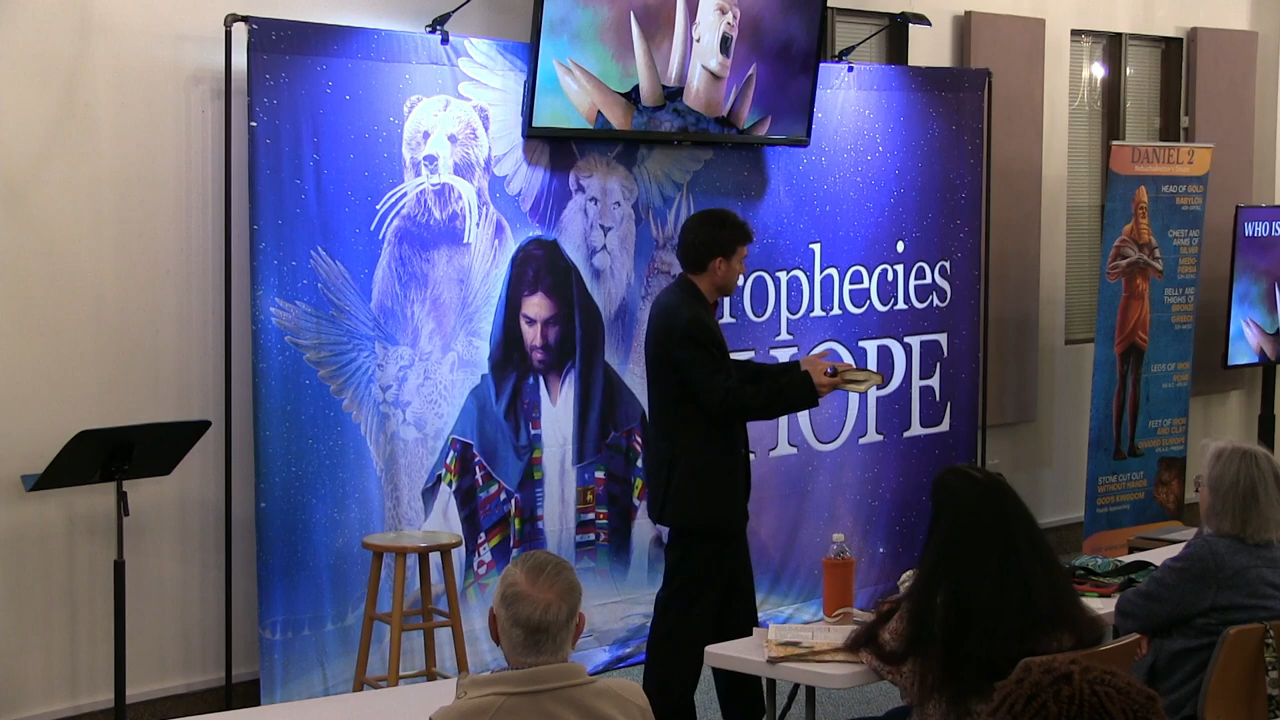 Prophecies
HOPE
DANIEL 2
HEAD OF GOLD
BABYLON
CHEST AND
ARMS OF
SILVER
MEDO-
PERSIA
BELLY AND
THIGHS OF
BRONZE
GREECE
LEGS OF IRON
ROME
FEET OF IRON
AND CLAY
DIVIDED EUROPE
STONE CUT OUT
WITHOUT HANDS
GOD'S KINGDOM
WHO IS